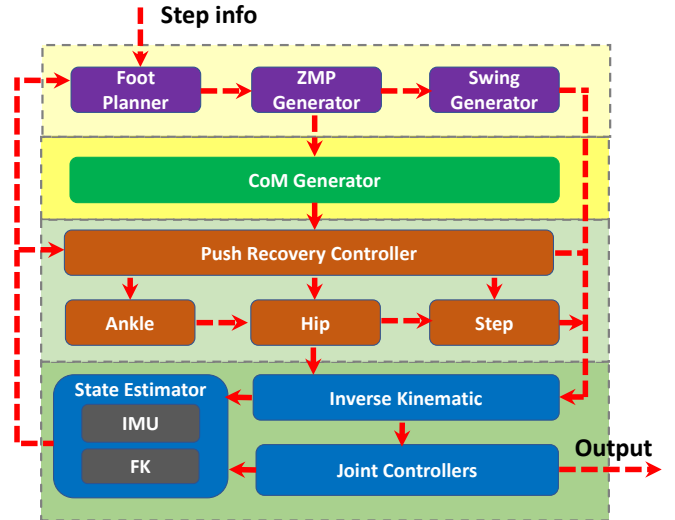 Step info
Foot
Planner
ZMP
Generator
Swing
Generator
CoM Generator
Push Recovery Controller
Ankle
Hip
Step
State Estimator
IMU
FK
Inverse Kinematic
Joint Controllers
Output